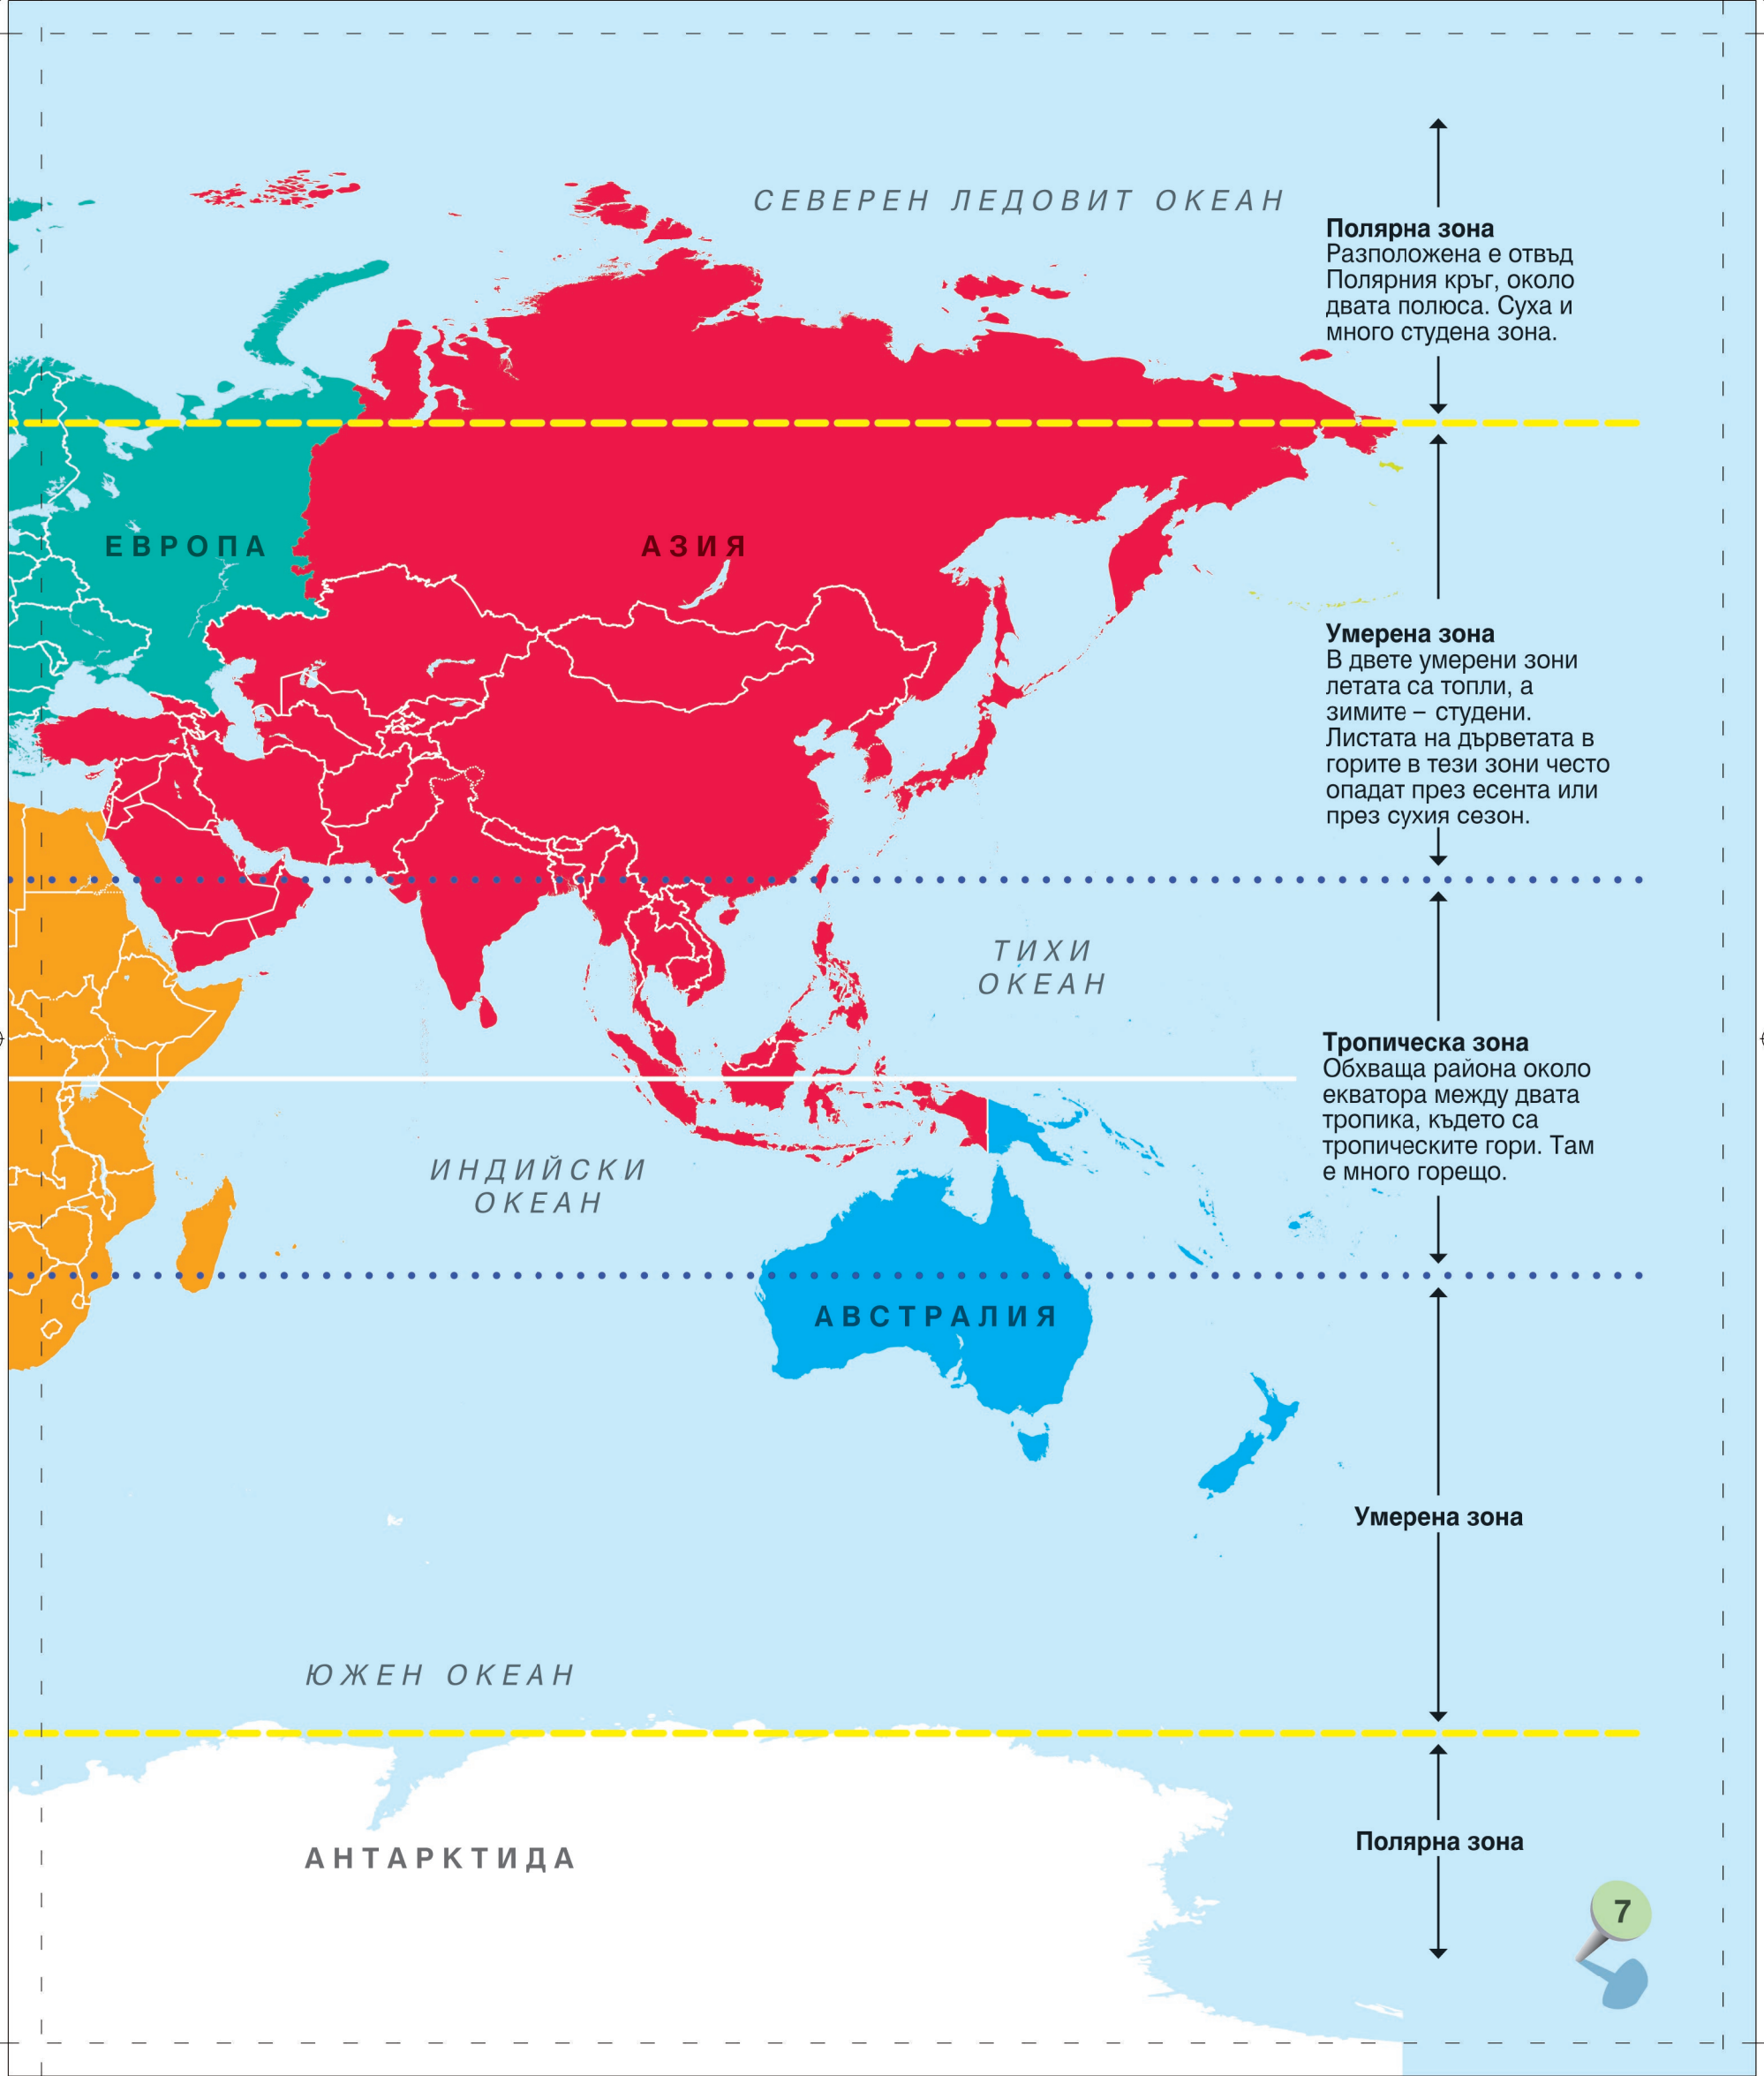 СЕВЕРЕН ЛЕДОВИТ ОКЕАН
Полярна зона
Разположена е отвъд
Полярния кръг, около
двата полюса. Суха и
много студена зона.
ЕВРОПА
АЗИЯ
Умерена зона
В двете умерени зони
летата са топли, а
зимите – студени.
Листата на дърветата в
горите в тези зони често
опадат през есента или
през сухия сезон.
ТИХИ
ОКЕАН
Тропическа зона
Обхваща района около
екватора между двата
тропика, където са
тропическите гори. Там
е много горещо.
ИНДИЙСКИ
ОКЕАН
АВСТРАЛИЯ
Умерена зона
ЮЖЕН ОКЕАН
Полярна зона
АНТАРКТИДА
7